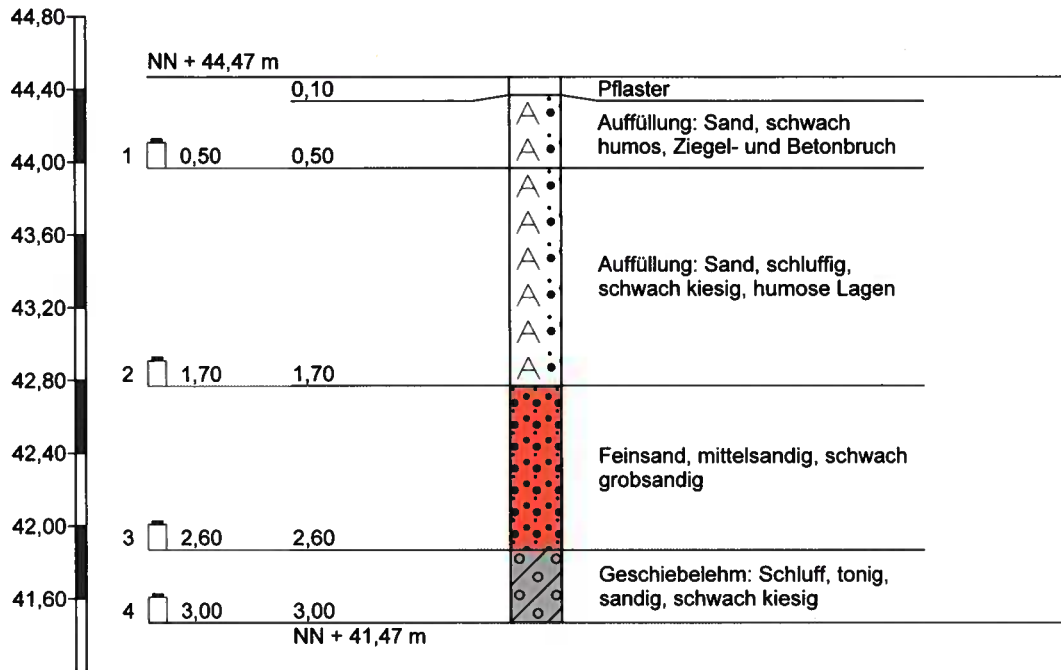 44,80
NN + 44,47 m
44,40
0,10
Pflaster
Auffüllung: Sand, schwach
humos, Ziegel- und Betonbruch
44,00
1 0,50 0,50
43,60
Auffüllung: Sand, schluffig,
schwach kiesig, humose Lagen
43,20
42,80
2 1,70 1,70
42,40
Feinsand, mittelsandig, schwach
grobsandig
42,00
3 2,60 2,60
41,60
Geschiebelehm: Schluff, tonig,
sandig, schwach kiesig
4 3,00 3,00
NN + 41,47 m